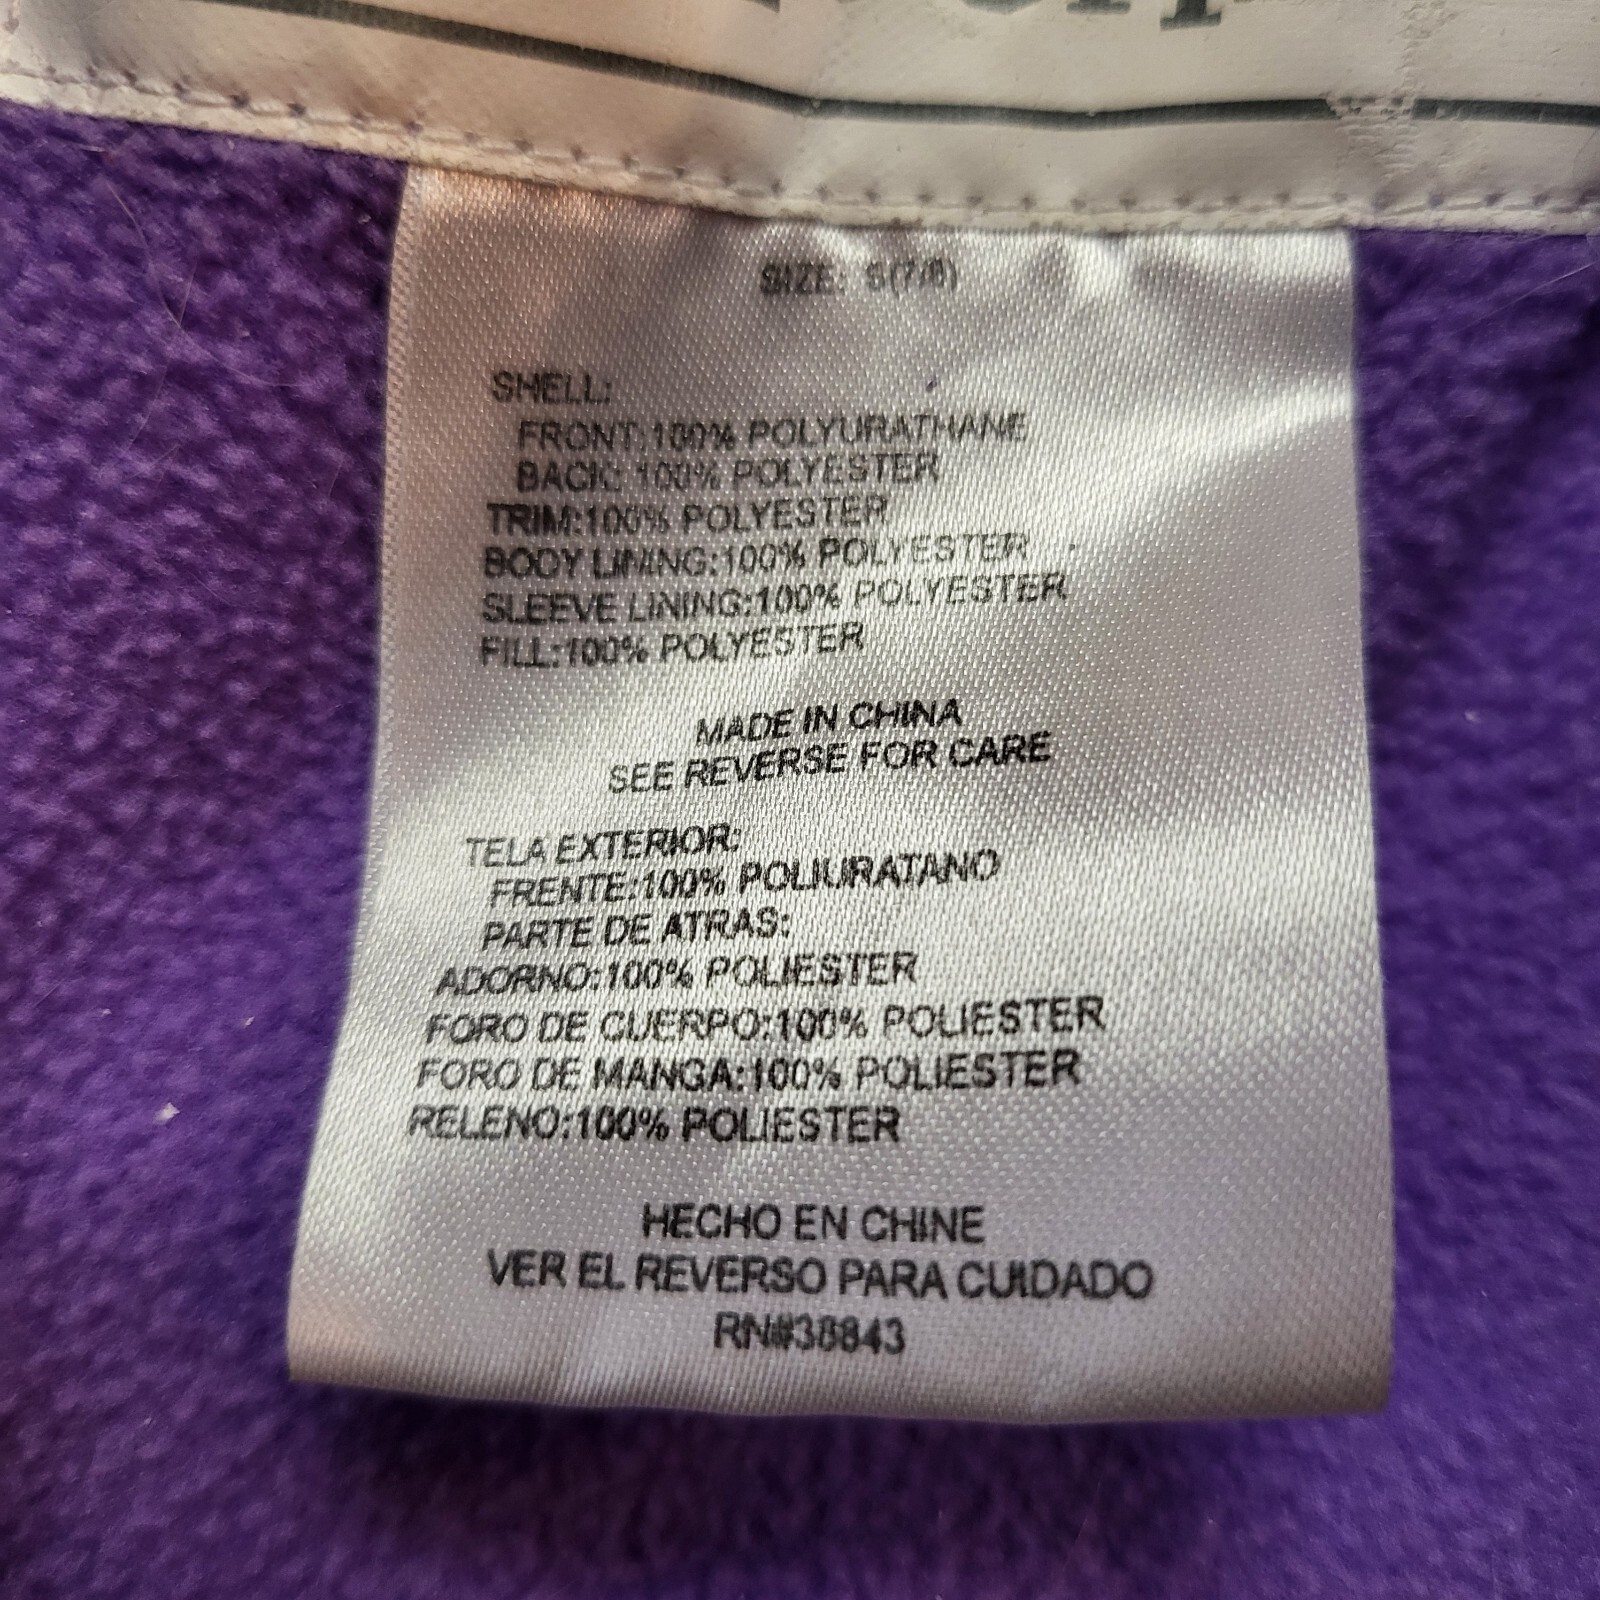 SIZE: S(7/8)
SHELL:
FRONT:100% POLYURATHANE
BACK: 100% POLYESTER
TRIM:100% POLYESTER
BODY LINING:100% POLYESTER
SLEEVE LINING:100% POLYESTER
FILL:100% POLYESTER
MADE IN CHINA
SEE REVERSE FOR CARE
TELA EXTERIOR:
FRENTE:100% POLIURATANO
PARTE DE ATRAS:
ADORNO:100% POLIESTER
FORO DE CUERPO:100% POLIESTER
FORO DE MANGA:100% POLIESTER
RELENO:100% POLIESTER
HECHO EN CHINE
VER EL REVERSO PARA CUIDADO
RN#38843